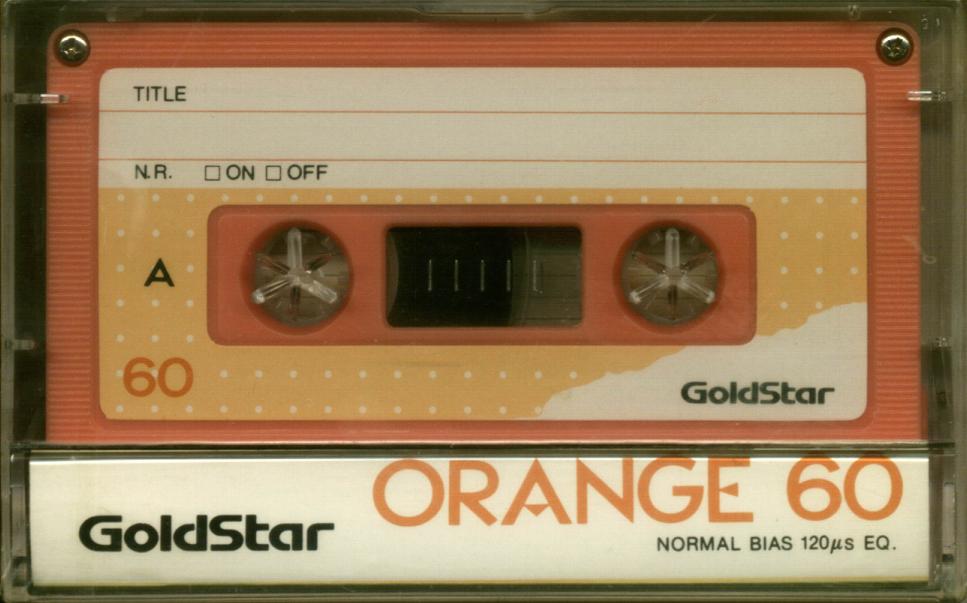 TITLE
N.R. □ ON □ OFF
A
60
GoldStar
ORANGE 60
GoldStar
NORMAL BIAS 120μs EQ.